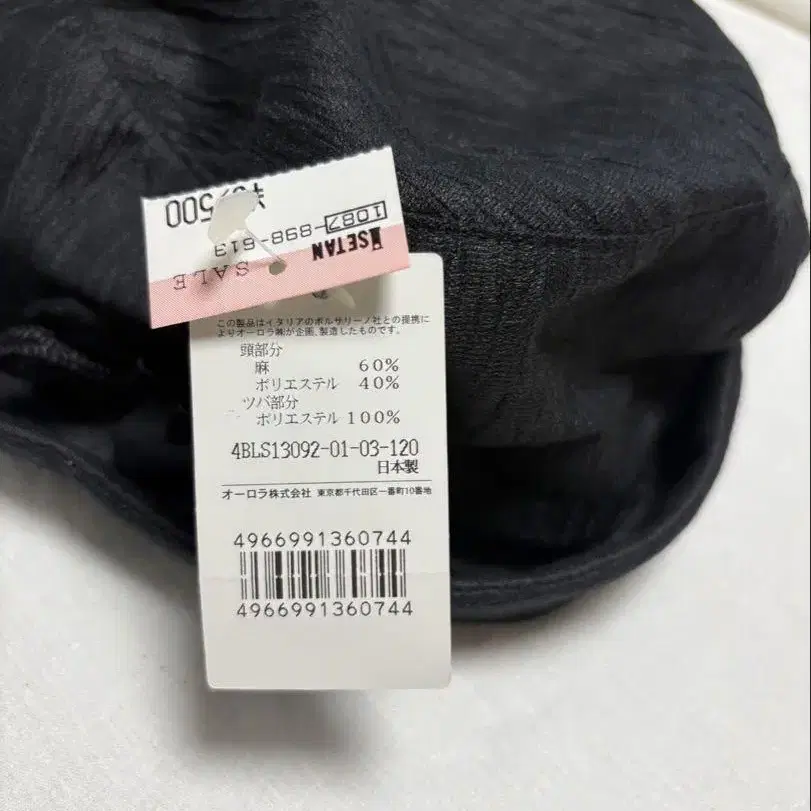 ISETAN
1087-898-613
SALE
この製品はイタリアのボルサリーノ社との提携に
よりオーロラ㈱が企画、製造したものです。
頭部分
麻 60%
ポリエステル 40%
ツバ部分
ポリエステル 100%
4BLS13092-01-03-120
日本製
オーロラ株式会社 東京都千代田区一番町10番地
4966991360744
4966991360744